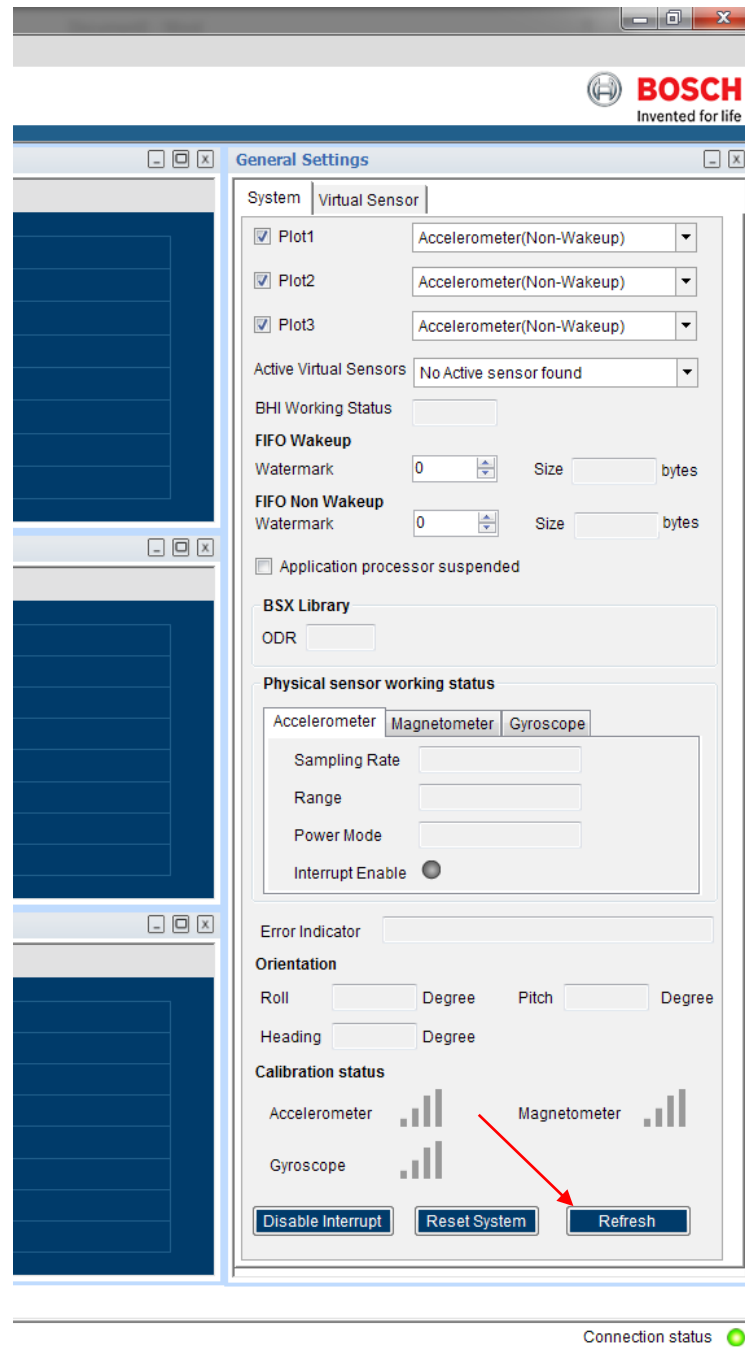 BOSCH
Invented for life
General Settings
System Virtual Sensor
Plot1 Accelerometer(Non-Wakeup)
Plot2 Accelerometer(Non-Wakeup)
Plot3 Accelerometer(Non-Wakeup)
Active Virtual Sensors No Active sensor found
BHI Working Status
FIFO Wakeup
Watermark 0 Size bytes
FIFO Non Wakeup
Watermark 0 Size bytes
Application processor suspended
BSX Library
ODR
Physical sensor working status
Accelerometer Magnetometer Gyroscope
Sampling Rate
Range
Power Mode
Interrupt Enable
Error Indicator
Orientation
Roll Degree Pitch Degree
Heading Degree
Calibration status
Accelerometer Magnetometer
Gyroscope
Disable Interrupt Reset System Refresh
Connection status